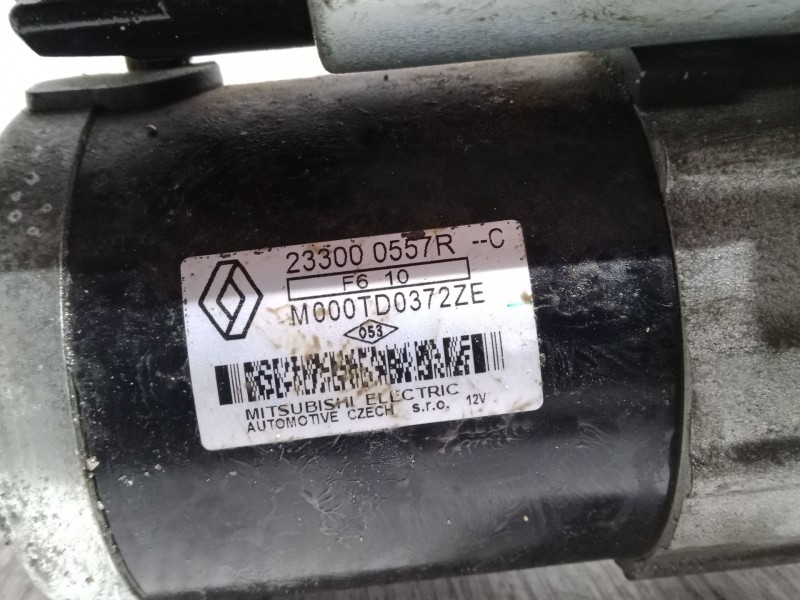 23300 0557R --C
F6 10
M000TD0372ZE
053
MITSUBISHI ELECTRIC
AUTOMOTIVE CZECH s.r.o. 12V